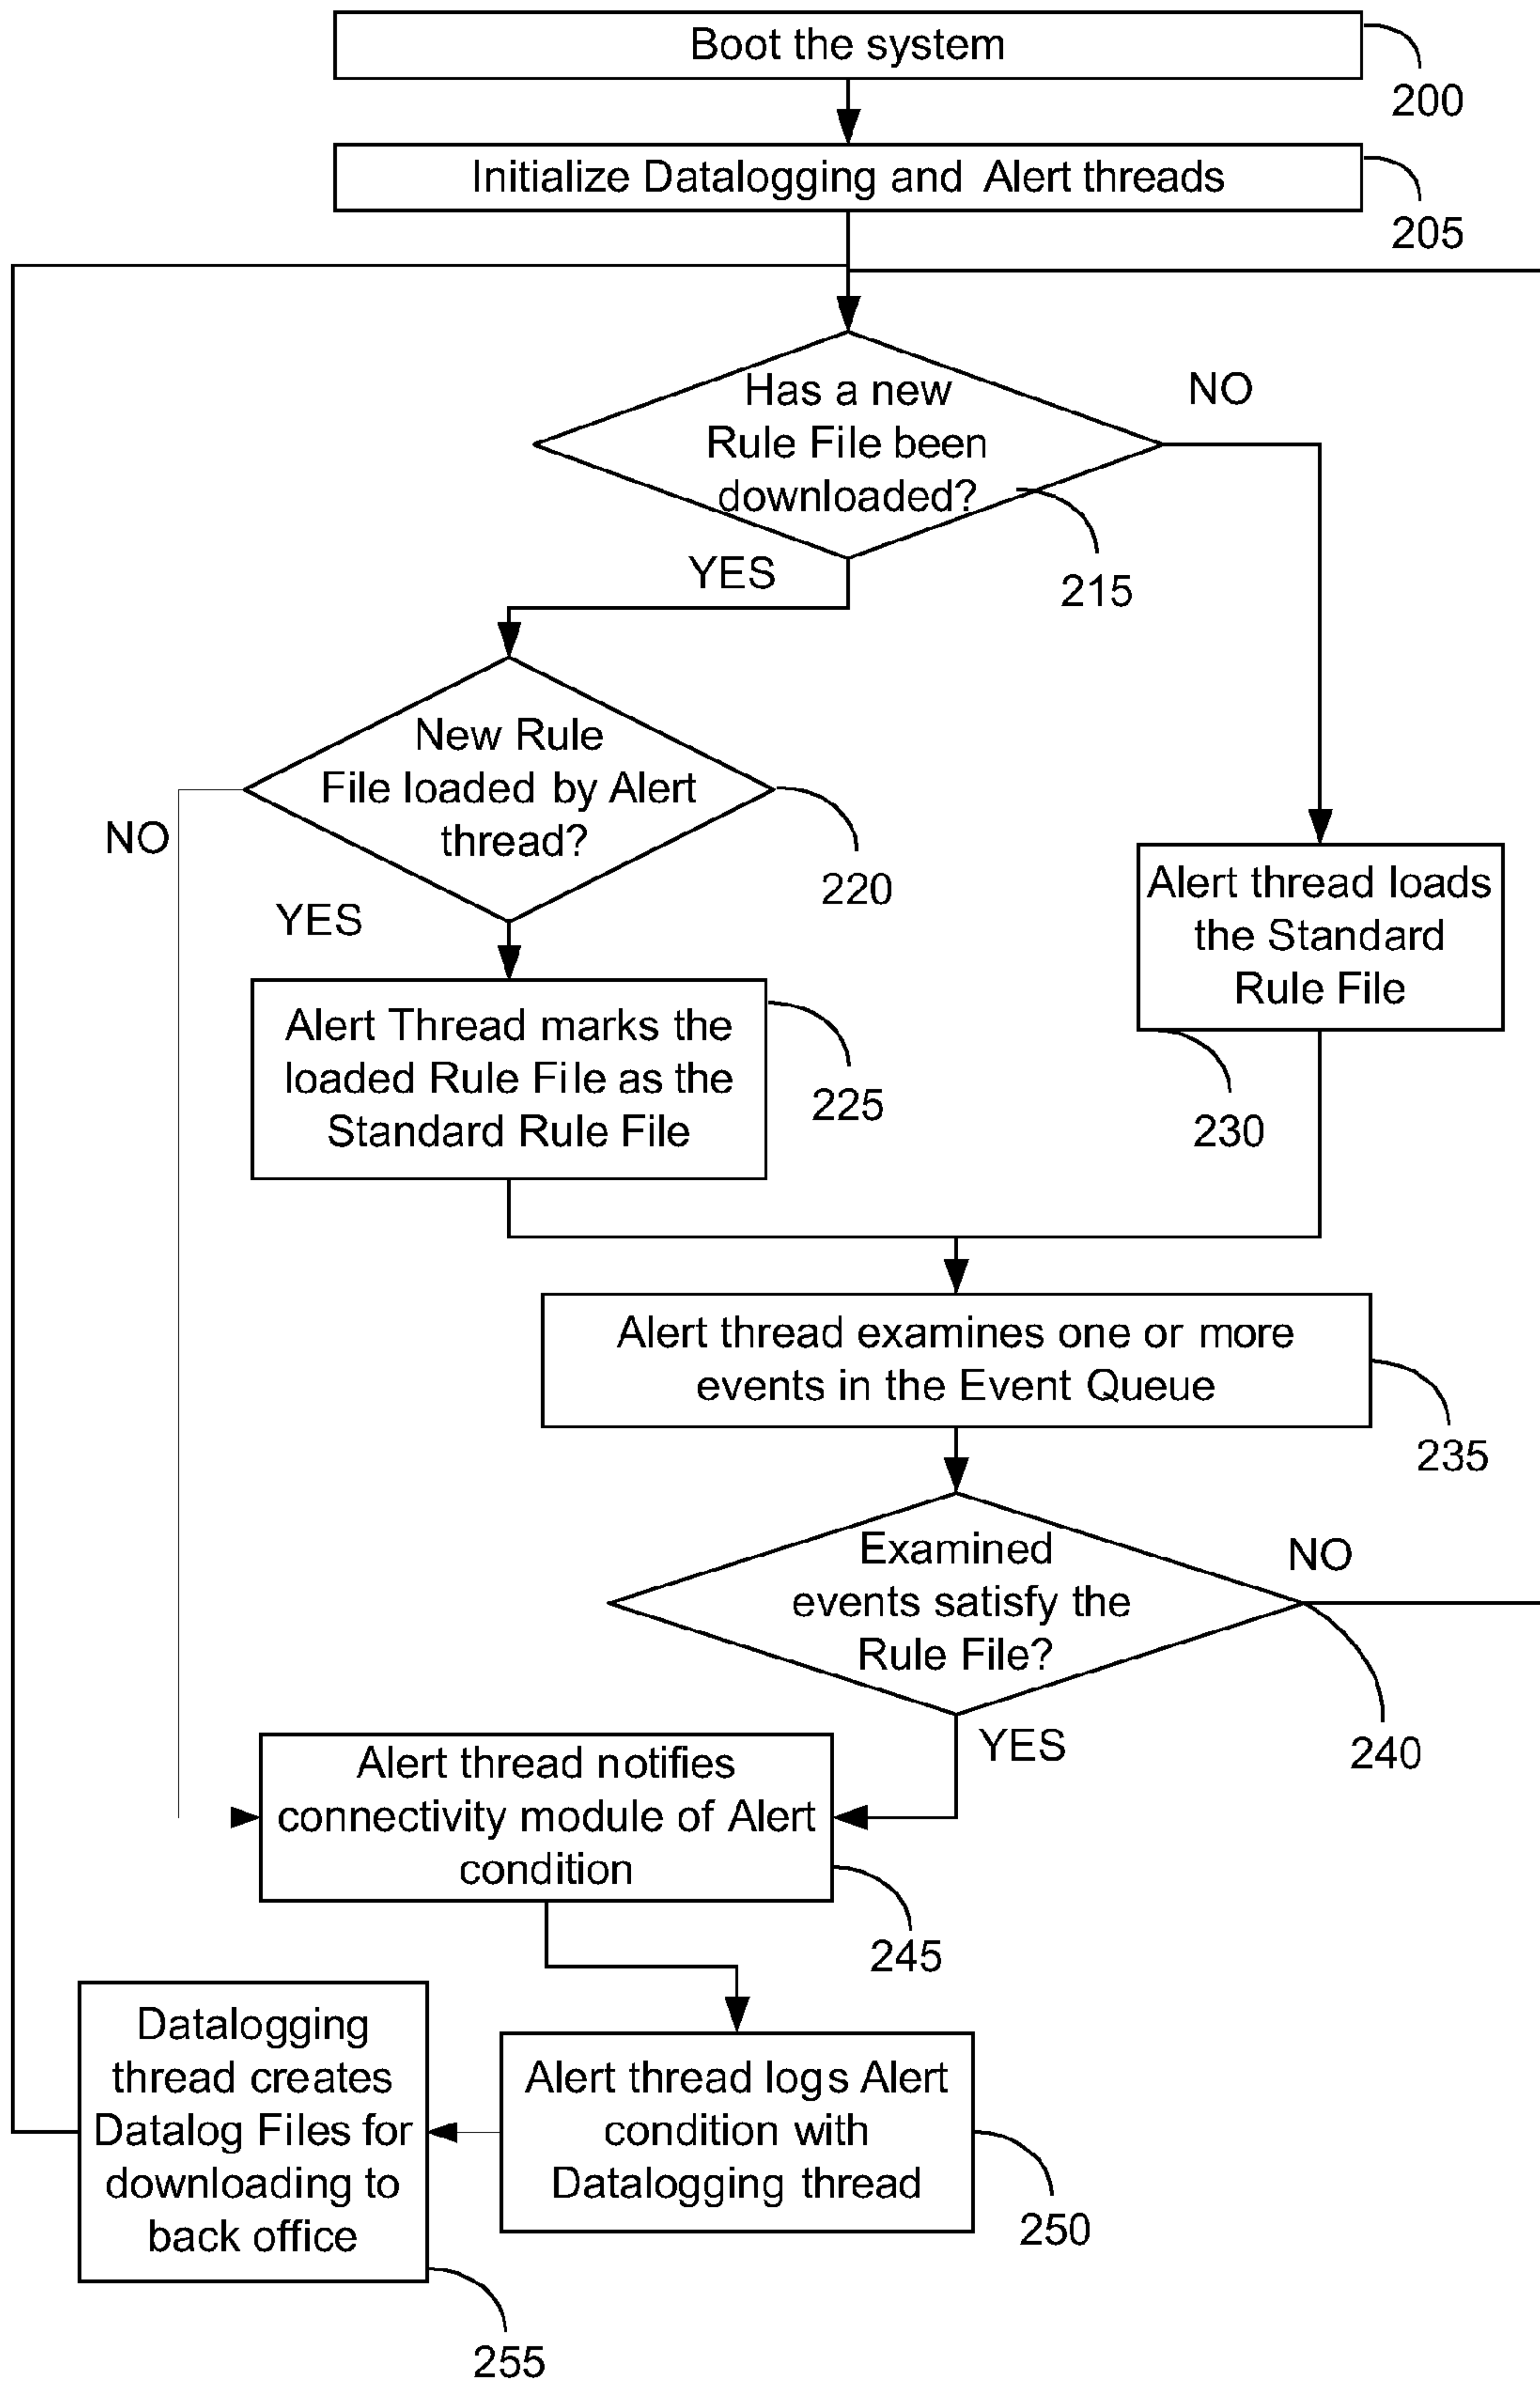 Boot the system
200
Initialize Datalogging and Alert threads
205
Has a new
Rule File been
downloaded?
NO
YES
215
New Rule
File loaded by Alert
thread?
NO
220
YES
Alert thread loads
the Standard
Rule File
230
Alert Thread marks the
loaded Rule File as the
Standard Rule File
225
Alert thread examines one or more
events in the Event Queue
235
Examined
events satisfy the
Rule File?
NO
240
YES
Alert thread notifies
connectivity module of Alert
condition
245
Alert thread logs Alert
condition with
Datalogging thread
250
Datalogging
thread creates
Datalog Files for
downloading to
back office
255